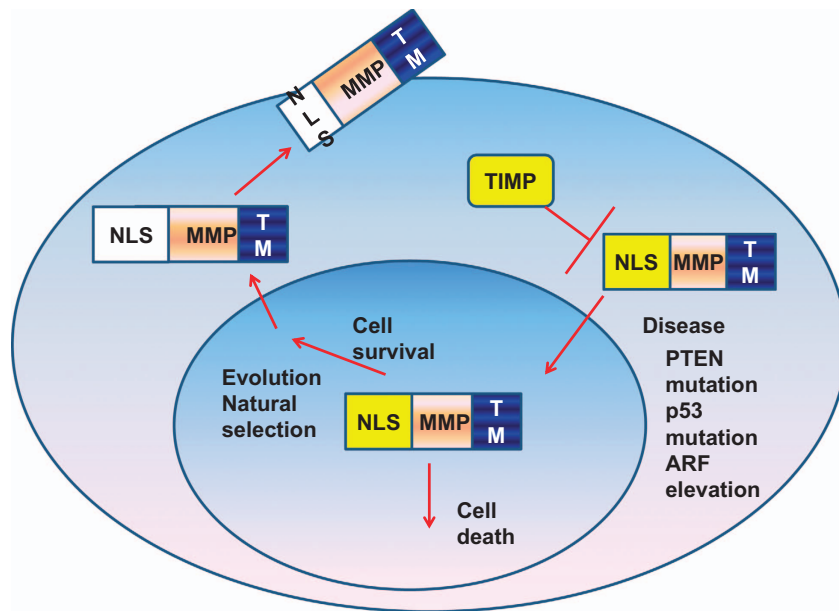 NLS
MMP
T
M
TIMP
NLS
MMP
T
M
NLS
MMP
T
M
Disease
PTEN
mutation
p53
mutation
ARF
elevation
Cell
survival
Evolution
Natural
selection
NLS
MMP
T
M
Cell
death